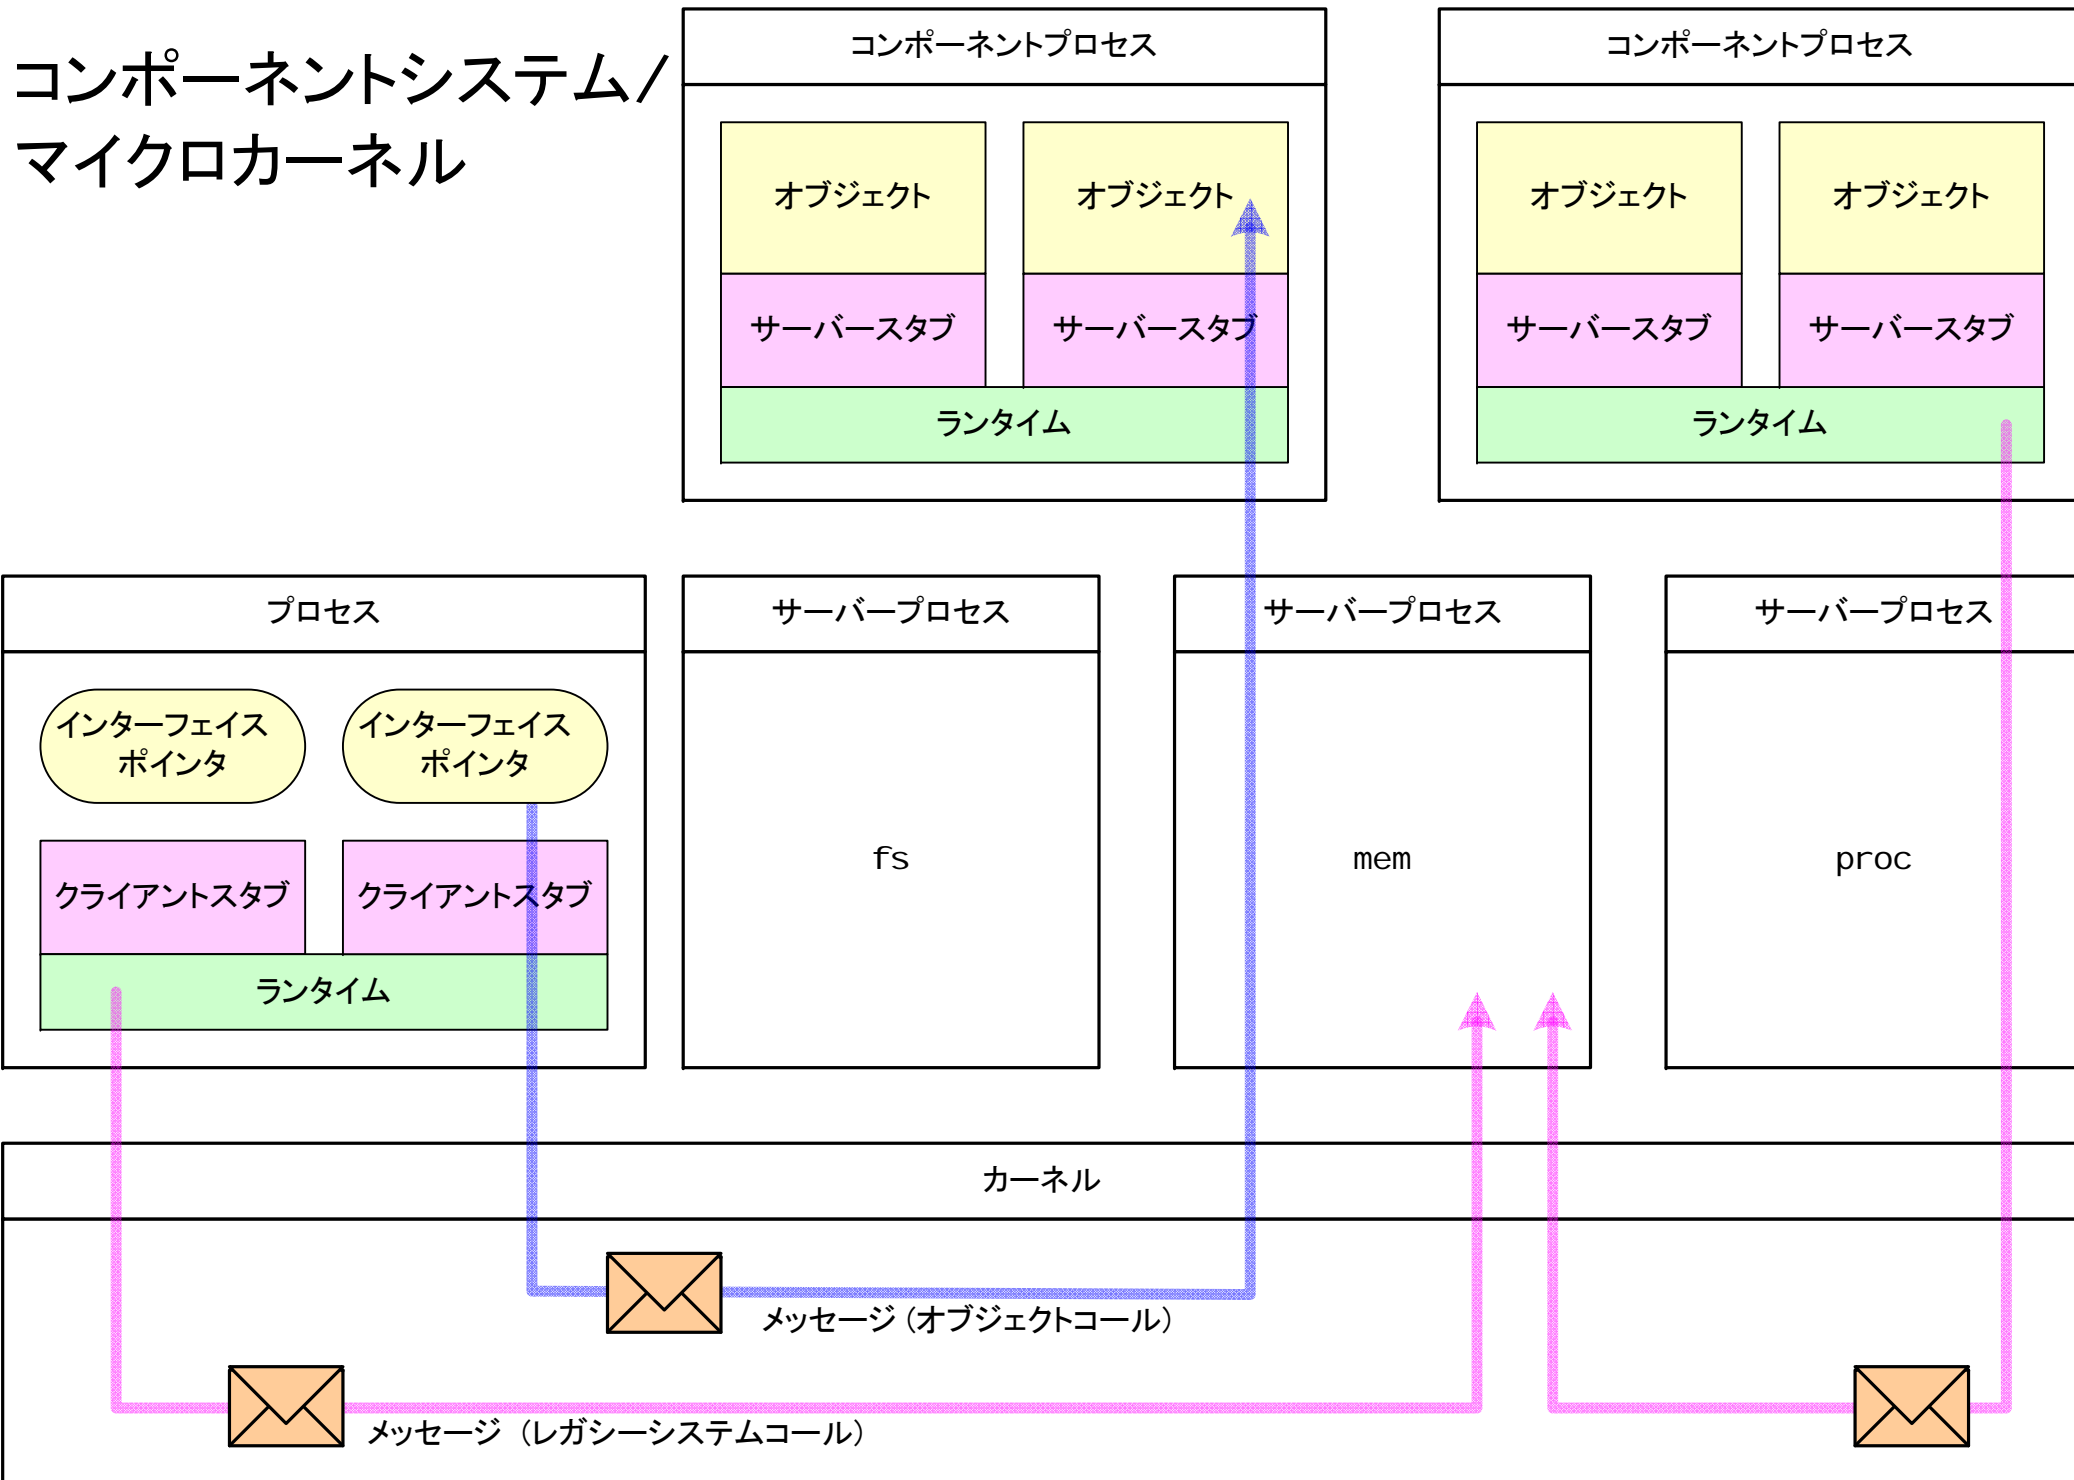 コンポーネントシステム/
マイクロカーネル
コンポーネントプロセス
コンポーネントプロセス
オブジェクト
オブジェクト
オブジェクト
オブジェクト
サーバースタブ
サーバースタブ
サーバースタブ
サーバースタブ
ランタイム
ランタイム
プロセス
サーバープロセス
サーバープロセス
サーバープロセス
インターフェイス
ポインタ
インターフェイス
ポインタ
クライアントスタブ
クライアントスタブ
ランタイム
fs
mem
proc
カーネル
メッセージ(オブジェクトコール)
メッセージ (レガシーシステムコール)